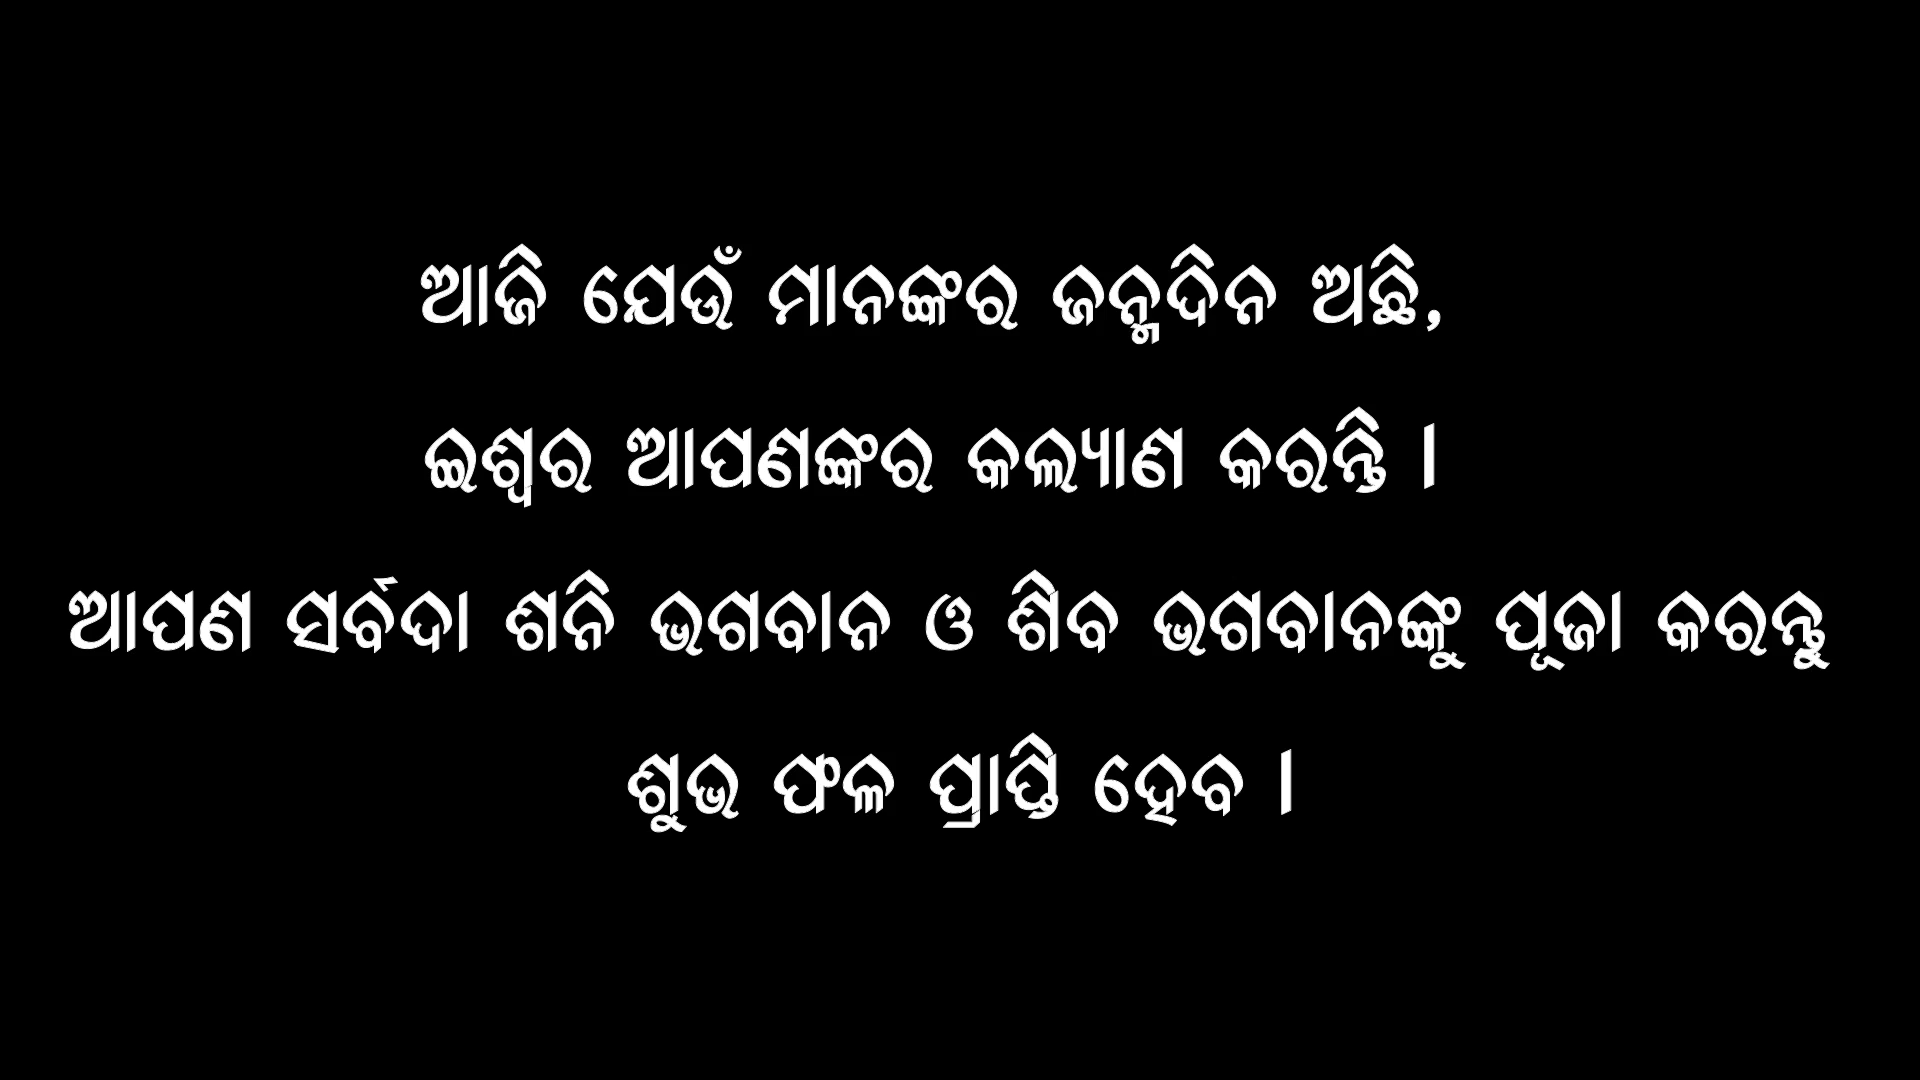 ଆଜି ଯେଉଁ ମାନଙ୍କର ଜନ୍ମଦିନ ଅଛି,
ଇଶ୍ୱର ଆପଣଙ୍କର କଲ୍ୟାଣ କରନ୍ତି ।
ଆପଣ ସର୍ବଦା ଶନି ଭଗବାନ ଓ ଶିବ ଭଗବାନଙ୍କୁ ପୂଜା କରନ୍ତୁ
ଶୁଭ ଫଳ ପ୍ରାପ୍ତି ହେବ ।